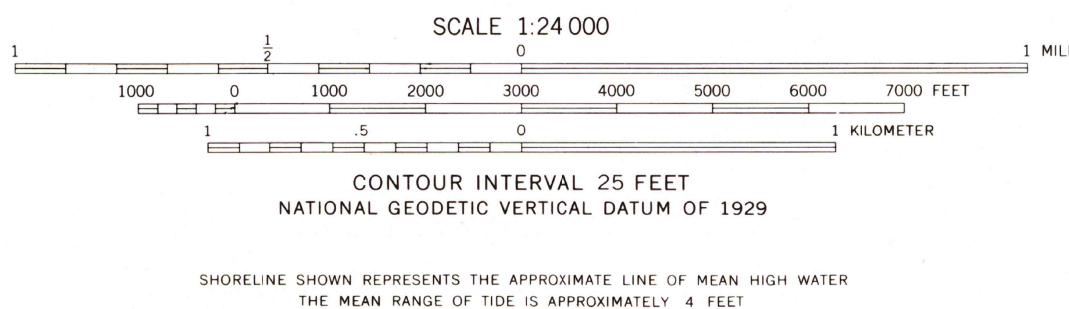 SCALE 1:24 000
1 1/2 0 1
1000 0 1000 2000 3000 4000 5000 6000 7000 FEET
1 .5 0 1 KILOMETER
CONTOUR INTERVAL 25 FEET
NATIONAL GEODETIC VERTICAL DATUM OF 1929
SHORELINE SHOWN REPRESENTS THE APPROXIMATE LINE OF MEAN HIGH WATER
THE MEAN RANGE OF TIDE IS APPROXIMATELY 4 FEET